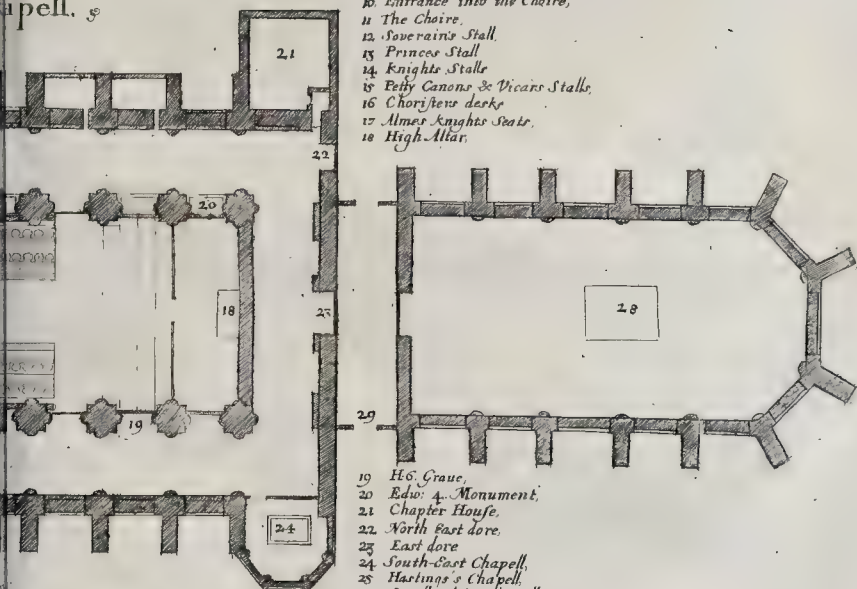 apell.
10 Entrance into the Choire,
11 The Choire,
12 Soverain's Stall,
13 Princes Stall
14 Knights Stalls
15 Petty Canons & Vicars Stalls,
16 Choristers desks
17 Almes knights Seats,
18 High Altar,
21
22
20
18
23
28
19
29
24
19 H.6. Grave,
20 Edw: 4. Monument,
21 Chapter House,
22 North East dore,
23 East dore
24 South-East Chapell,
25 Hastings's Chapell,